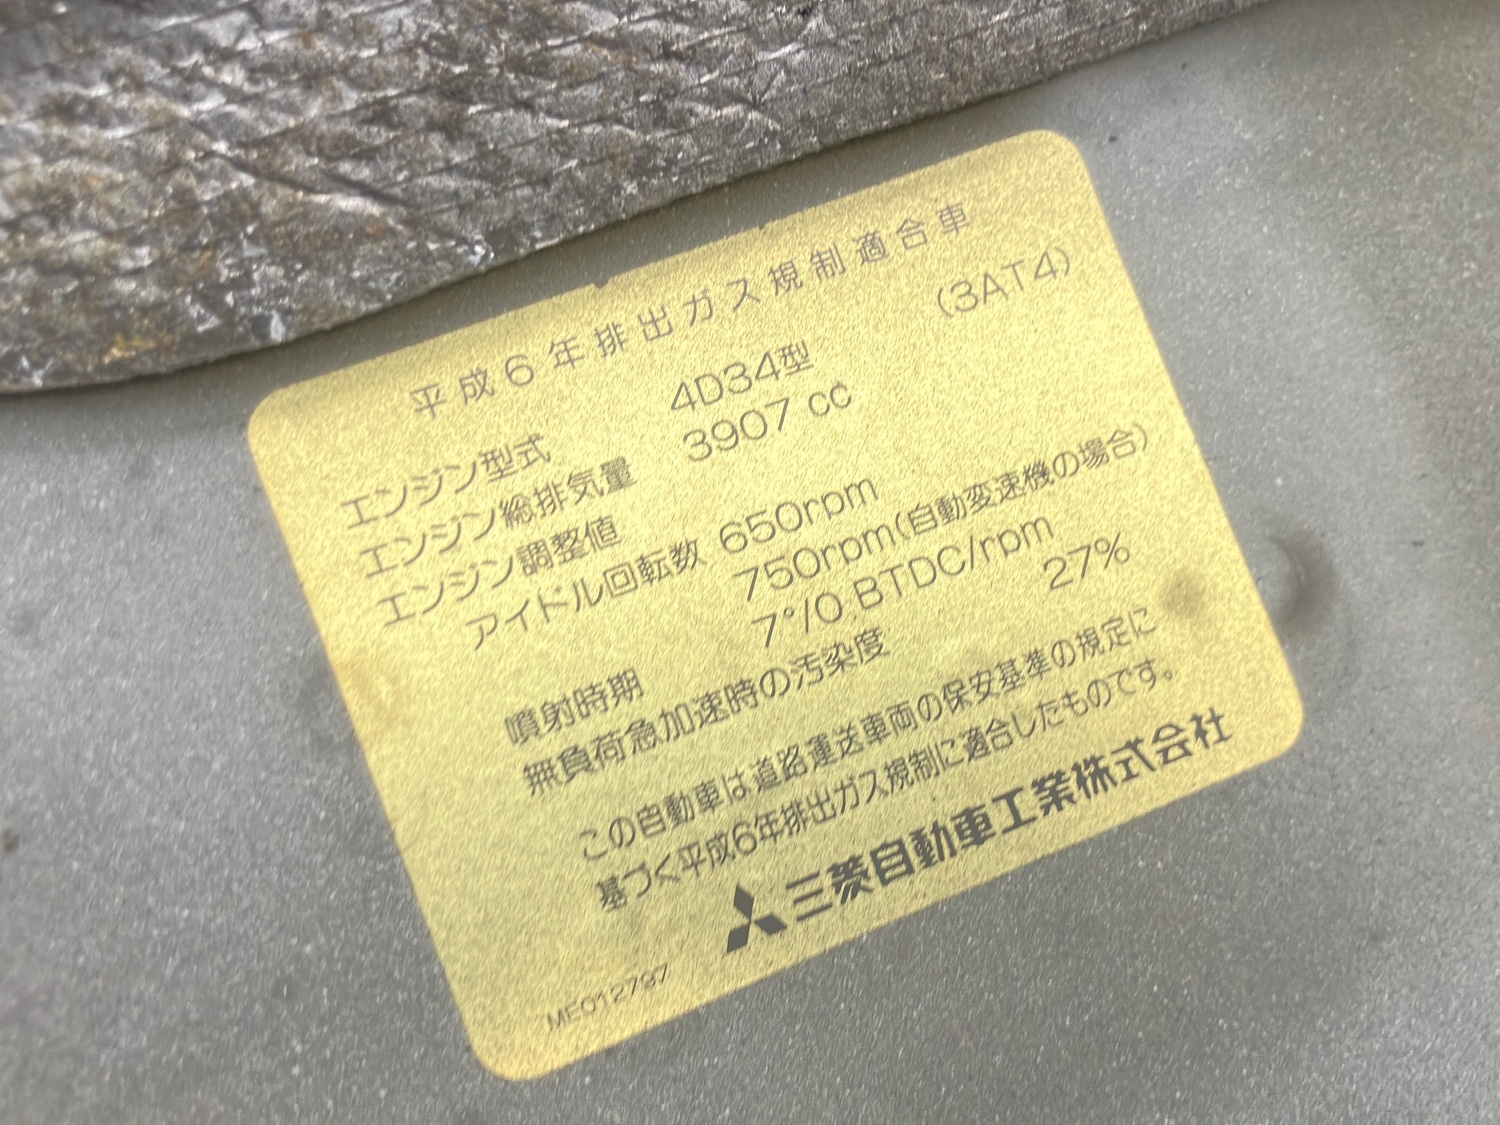 平成6年排出ガス規制適合車
(3AT4)
エンジン型式 4D34型
エンジン総排気量 3907 cc
エンジン調整値
アイドル回転数 650rpm
750rpm(自動変速機の場合)
噴射時期 7°/0 BTDC/rpm
無負荷急加速時の汚染度 27%
この自動車は道路運送車両の保安基準の規定に
基づく平成6年排出ガス規制に適合したものです。
三菱自動車工業株式会社
ME012797